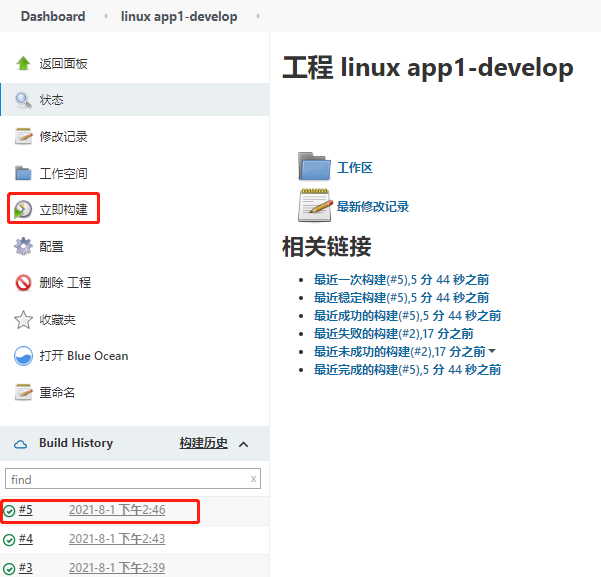 Dashboard › linux app1-develop ›
返回面板
状态
修改记录
工作空间
立即构建
配置
删除 工程
收藏夹
打开 Blue Ocean
重命名
Build History 构建历史
find x
#5 2021-8-1 下午2:46
#4 2021-8-1 下午2:43
#3 2021-8-1 下午2:39
工程 linux app1-develop
工作区
最新修改记录
相关链接
• 最近一次构建(#5),5 分 44 秒之前
• 最近稳定构建(#5),5 分 44 秒之前
• 最近成功的构建(#5),5 分 44 秒之前
• 最近失败的构建(#2),17 分之前
• 最近未成功的构建(#2),17 分之前
• 最近完成的构建(#5),5 分 44 秒之前